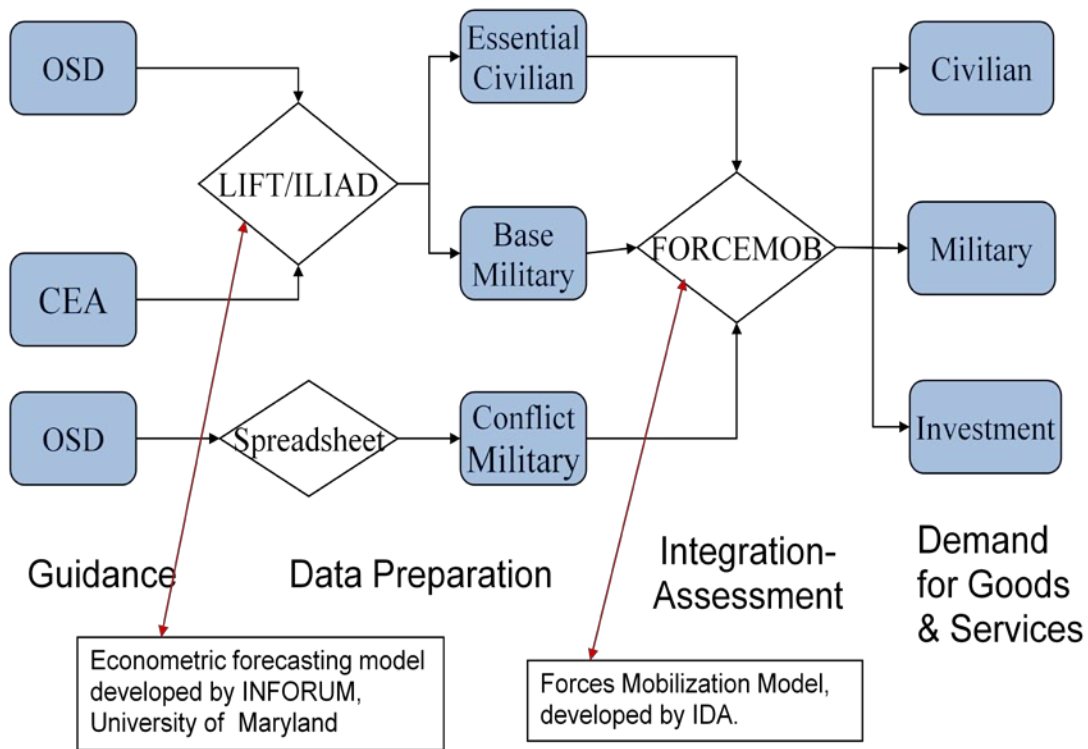 OSD
Essential
Civilian
Civilian
LIFT/ILIAD
Base
Military
FORCEMOB
Military
CEA
OSD
Spreadsheet
Conflict
Military
Investment
Guidance
Data Preparation
Integration-
Assessment
Demand
for Goods
& Services
Econometric forecasting model
developed by INFORUM,
University of Maryland
Forces Mobilization Model,
developed by IDA.